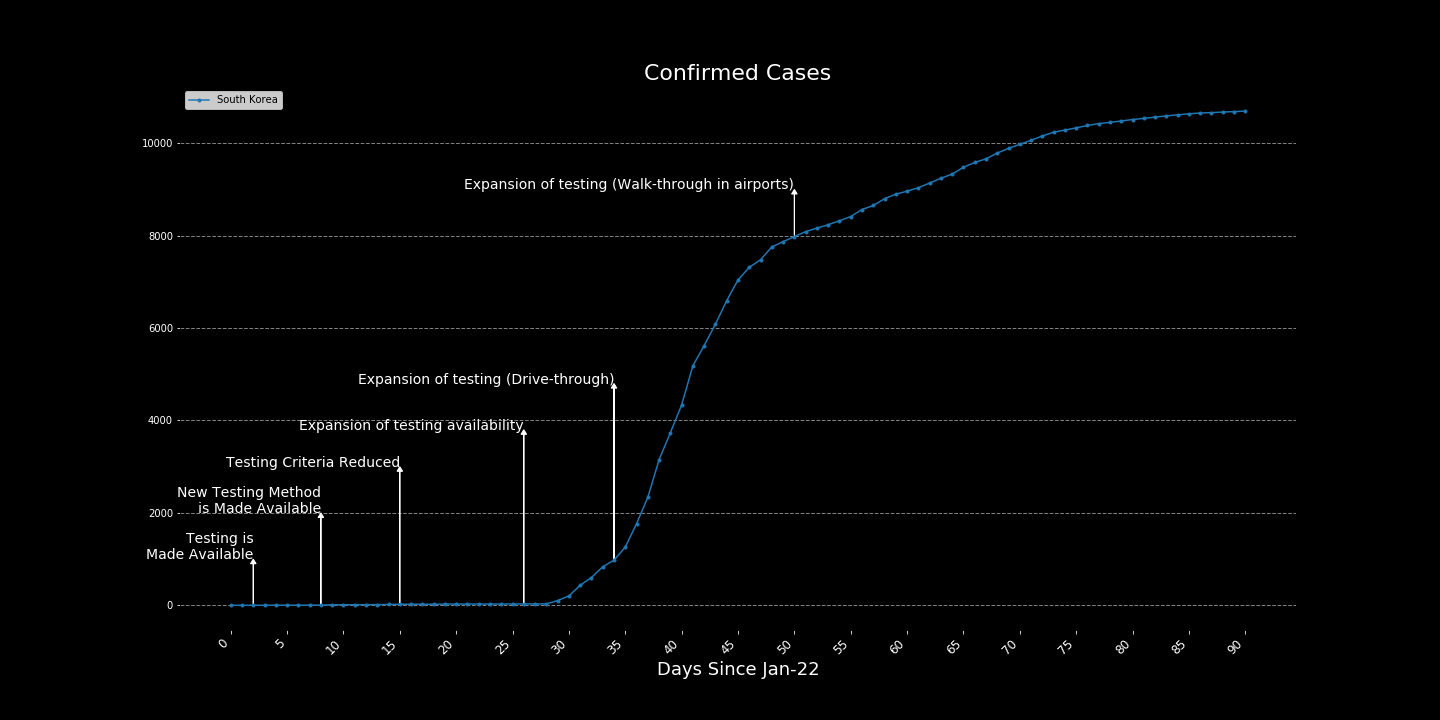 Confirmed Cases
South Korea
10000
Expansion of testing (Walk-through in airports)
8000
6000
Expansion of testing (Drive-through)
4000
Expansion of testing availability
Testing Criteria Reduced
New Testing Method
is Made Available
2000
Testing is
Made Available
0
0 5 10 15 20 25 30 35 40 45 50 55 60 65 70 75 80 85 90
Days Since Jan-22